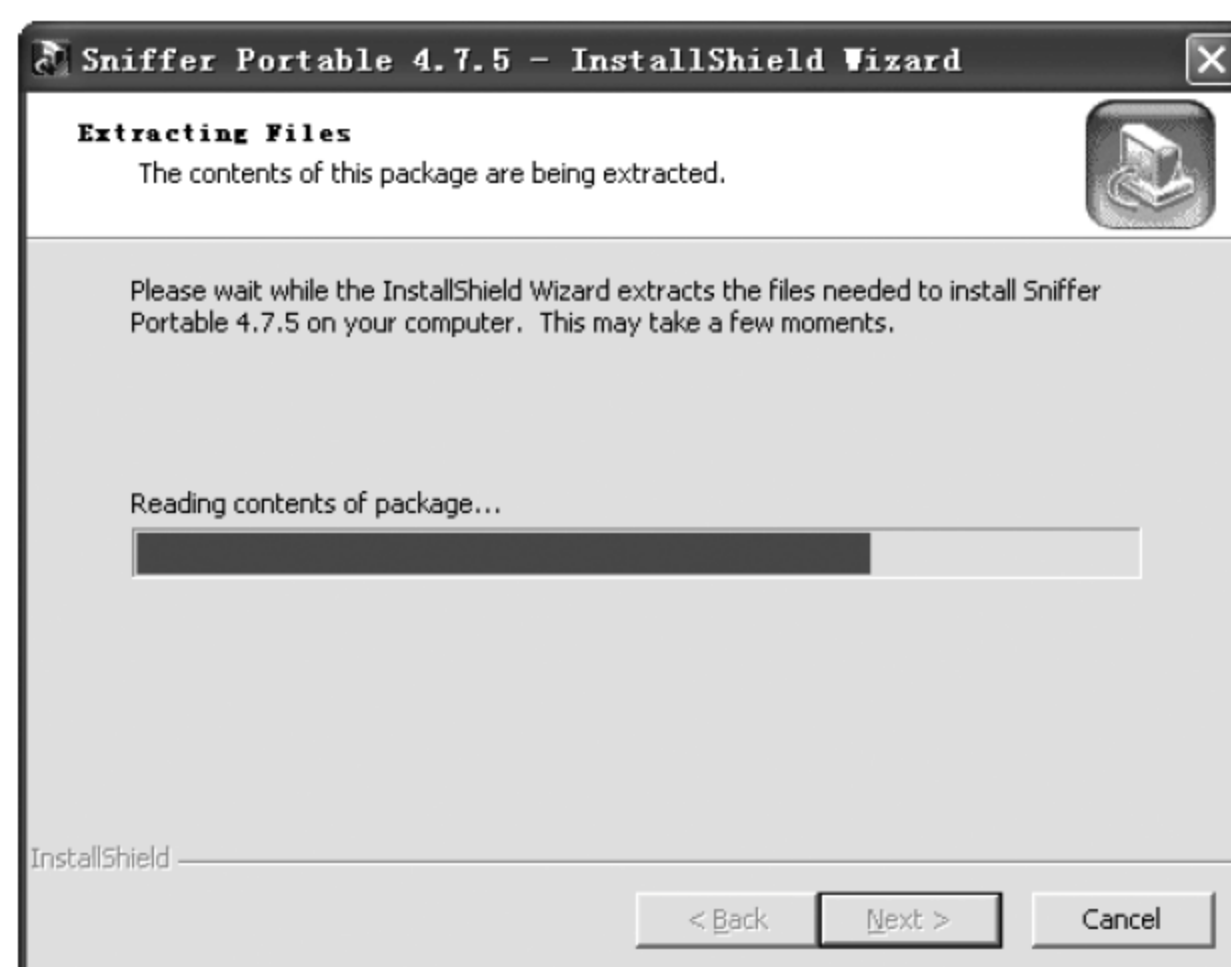 Sniffer Portable 4.7.5 - InstallShield Wizard
Extracting Files
The contents of this package are being extracted.
Please wait while the InstallShield Wizard extracts the files needed to install Sniffer
Portable 4.7.5 on your computer.  This may take a few moments.
Reading contents of package...
InstallShield
< Back
Next >
Cancel